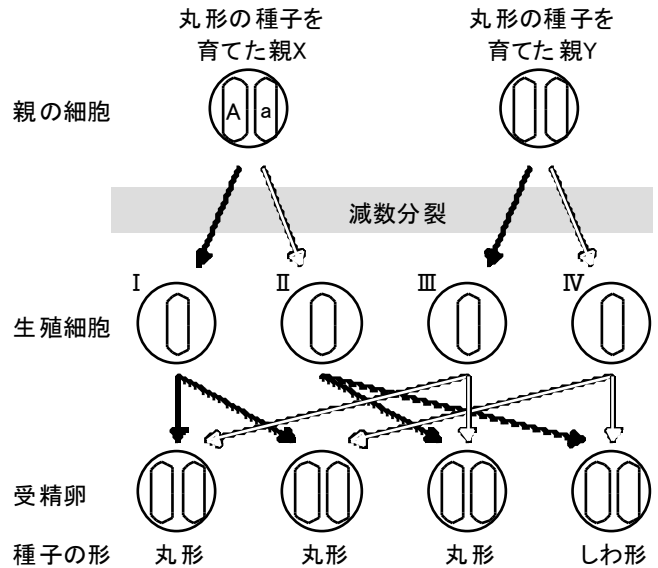 丸形の種子を
育てた親X
丸形の種子を
育てた親Y
親の細胞
A a
減数分裂
Ⅰ Ⅱ Ⅲ Ⅳ
生殖細胞
受精卵
種子の形 丸形 丸形 丸形 しわ形